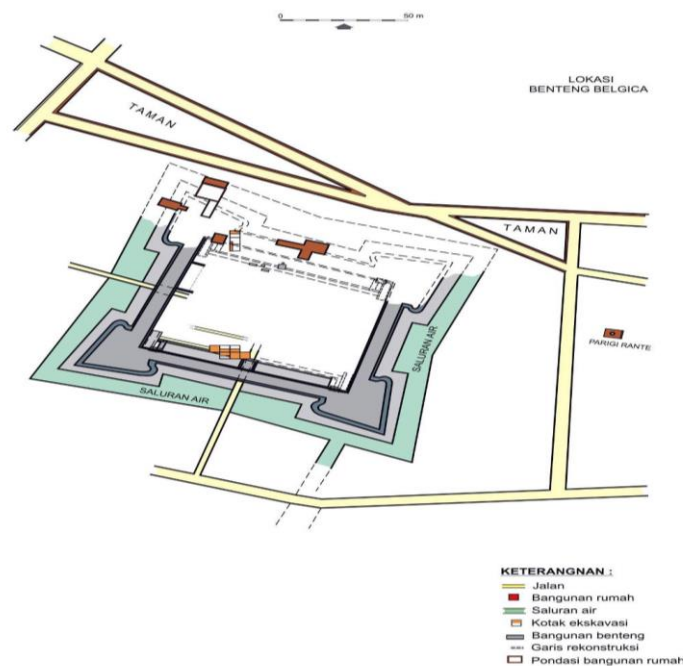 0 50 m
LOKASI
BENTENG BELGICA
TAMAN
TAMAN
PARIGI RANTE
SALURAN AIR
SALURAN AIR
KETERANGNAN :
Jalan
Bangunan rumah
Saluran air
Kotak ekskavasi
Bangunan benteng
Garis rekonstruksi
Pondasi bangunan rumah